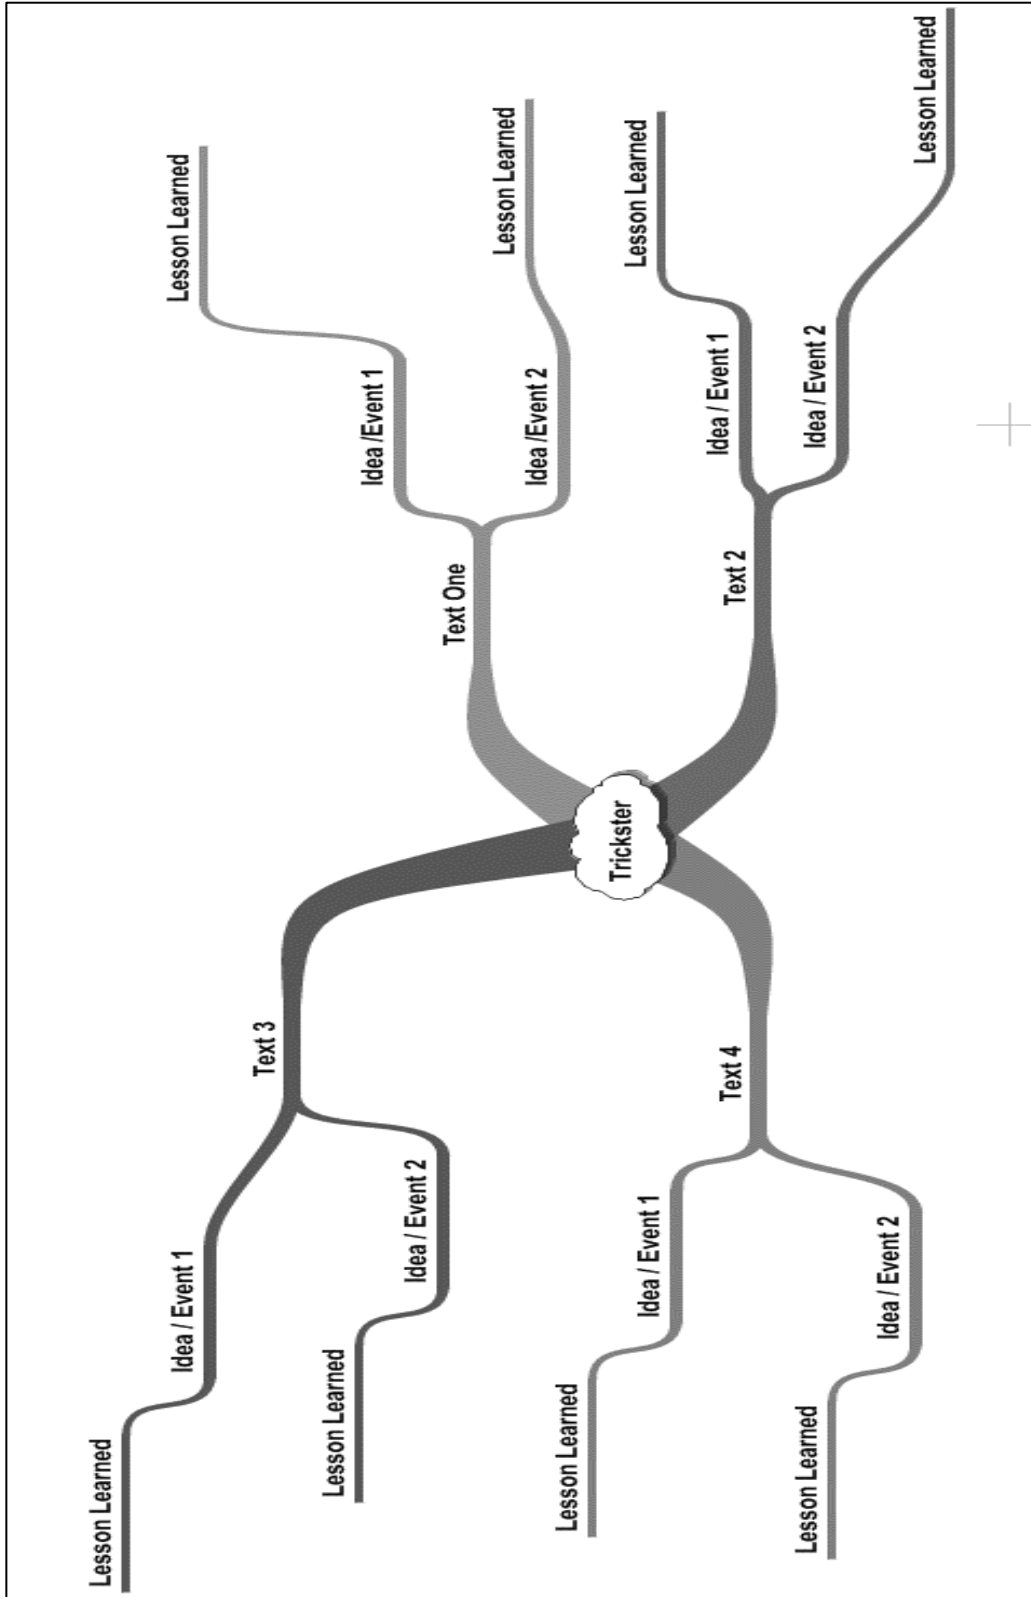 Trickster
Text One
Idea /Event 1
Lesson Learned
Idea /Event 2
Lesson Learned
Text 2
Idea / Event 1
Lesson Learned
Idea / Event 2
Lesson Learned
Text 3
Idea / Event 1
Lesson Learned
Idea / Event 2
Lesson Learned
Text 4
Idea / Event 1
Lesson Learned
Idea / Event 2
Lesson Learned